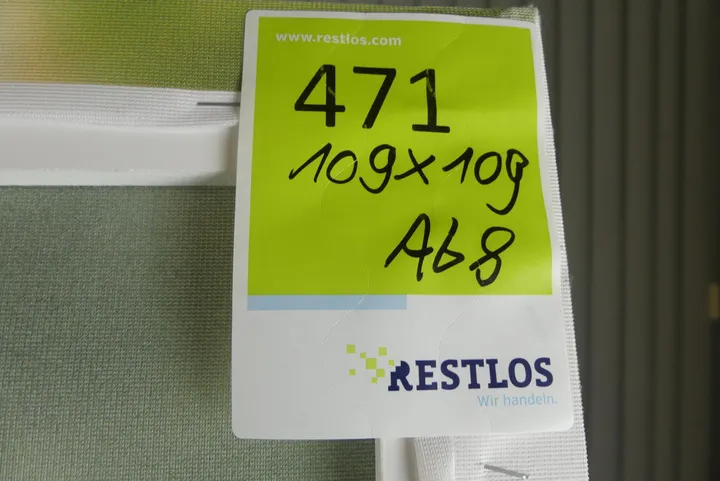 www.restlos.com
471
109x109
Ab8
RESTLOS
Wir handeln.